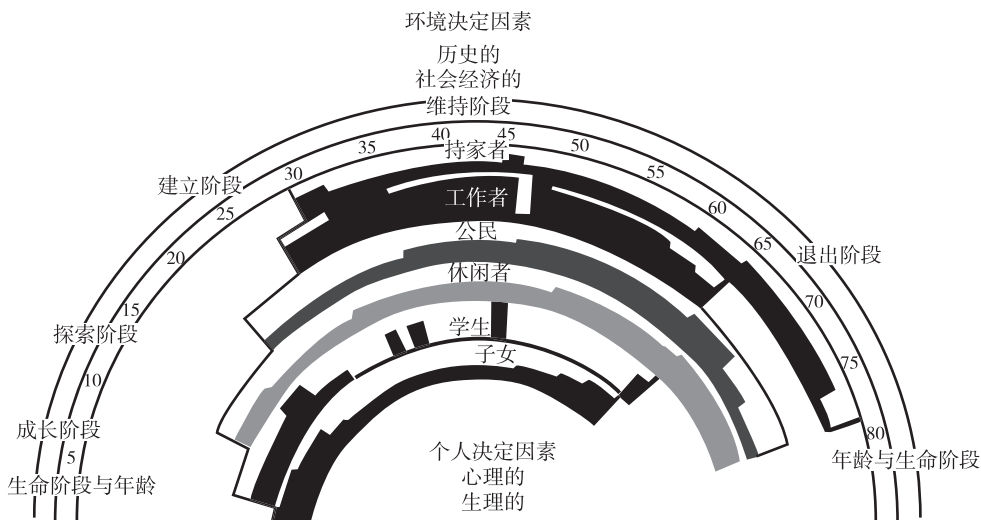 环境决定因素
历史的
社会经济的
维持阶段
40
45
35
持家者
50
30
55
建立阶段
工作者
25
60
公民
65
20
退出阶段
休闲者
70
15
学生
探索阶段
子女
75
10
成长阶段
80
个人决定因素
5
年龄与生命阶段
心理的
生命阶段与年龄
生理的